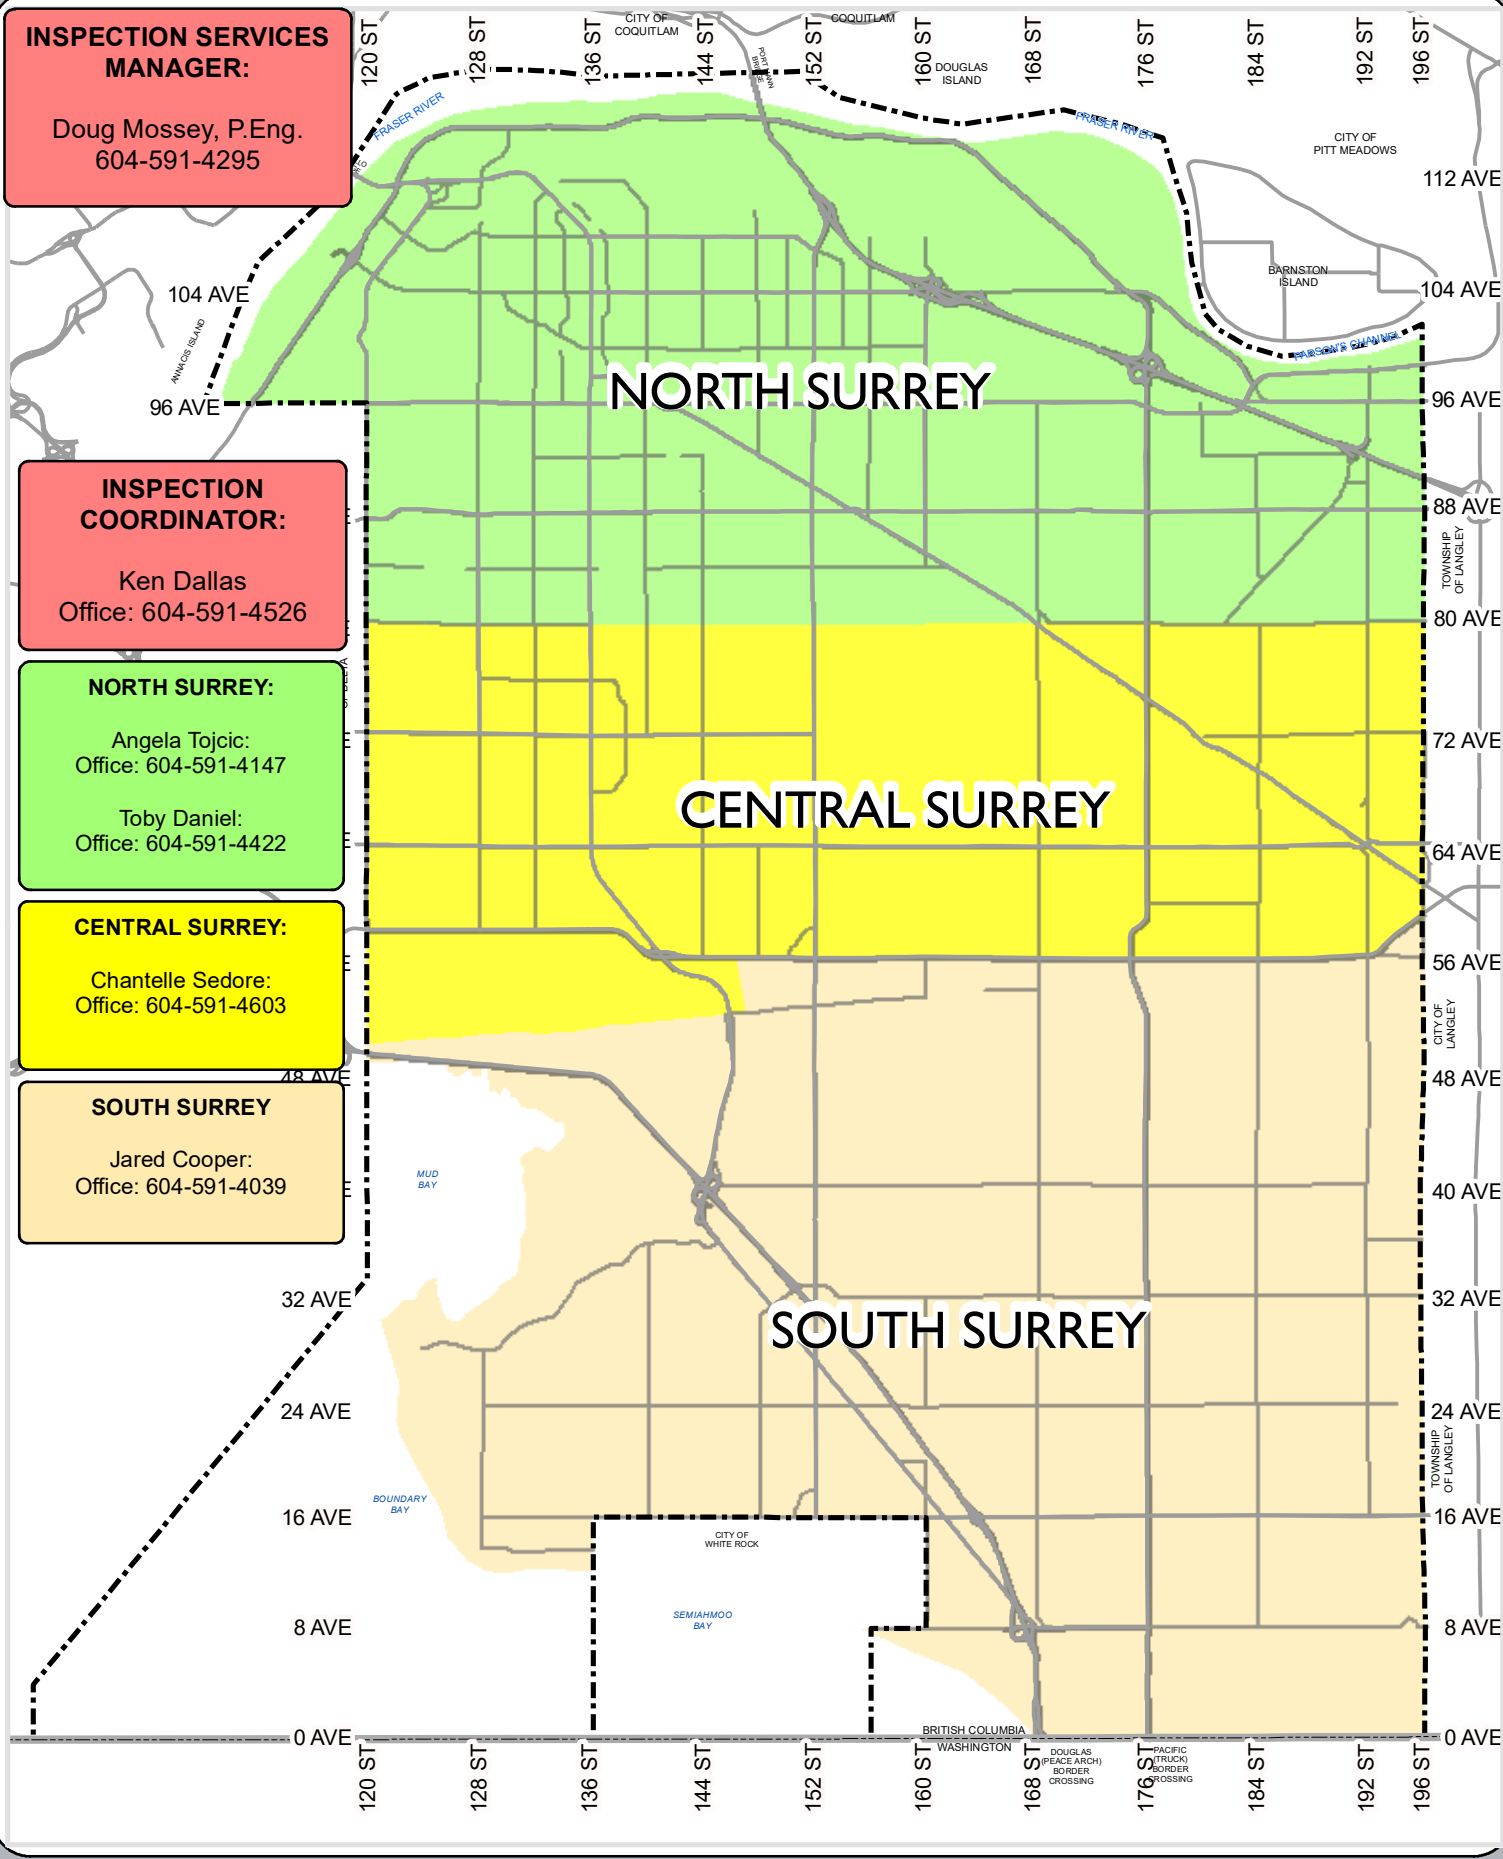 INSPECTION SERVICES
MANAGER:
Doug Mossey, P.Eng.
604-591-4295
INSPECTION
COORDINATOR:
Ken Dallas
Office: 604-591-4526
NORTH SURREY:
Angela Tojcic:
Office: 604-591-4147
Toby Daniel:
Office: 604-591-4422
CENTRAL SURREY:
Chantelle Sedore:
Office: 604-591-4603
SOUTH SURREY
Jared Cooper:
Office: 604-591-4039
120 ST
128 ST
136 ST
144 ST
152 ST
160 ST
168 ST
176 ST
184 ST
192 ST
196 ST
CITY OF
COQUITLAM
COQUITLAM
PORT MANN
BRIDGE
DOUGLAS
ISLAND
FRASER RIVER
FRASER RIVER
CITY OF
PITT MEADOWS
BARNSTON
ISLAND
PARSON'S CHANNEL
ANNACIS ISLAND
104 AVE
96 AVE
112 AVE
104 AVE
96 AVE
88 AVE
TOWNSHIP
OF LANGLEY
80 AVE
72 AVE
64 AVE
56 AVE
CITY OF
LANGLEY
48 AVE
40 AVE
32 AVE
24 AVE
TOWNSHIP
OF LANGLEY
16 AVE
8 AVE
0 AVE
NORTH SURREY
CENTRAL SURREY
SOUTH SURREY
48 AVE
MUD
BAY
32 AVE
24 AVE
BOUNDARY
BAY
16 AVE
CITY OF
WHITE ROCK
SEMIAHMOO
BAY
8 AVE
0 AVE
BRITISH COLUMBIA
WASHINGTON
DOUGLAS
(PEACE ARCH)
BORDER
CROSSING
PACIFIC
(TRUCK)
BORDER
CROSSING
120 ST
128 ST
136 ST
144 ST
152 ST
160 ST
168 ST
176 ST
184 ST
192 ST
196 ST